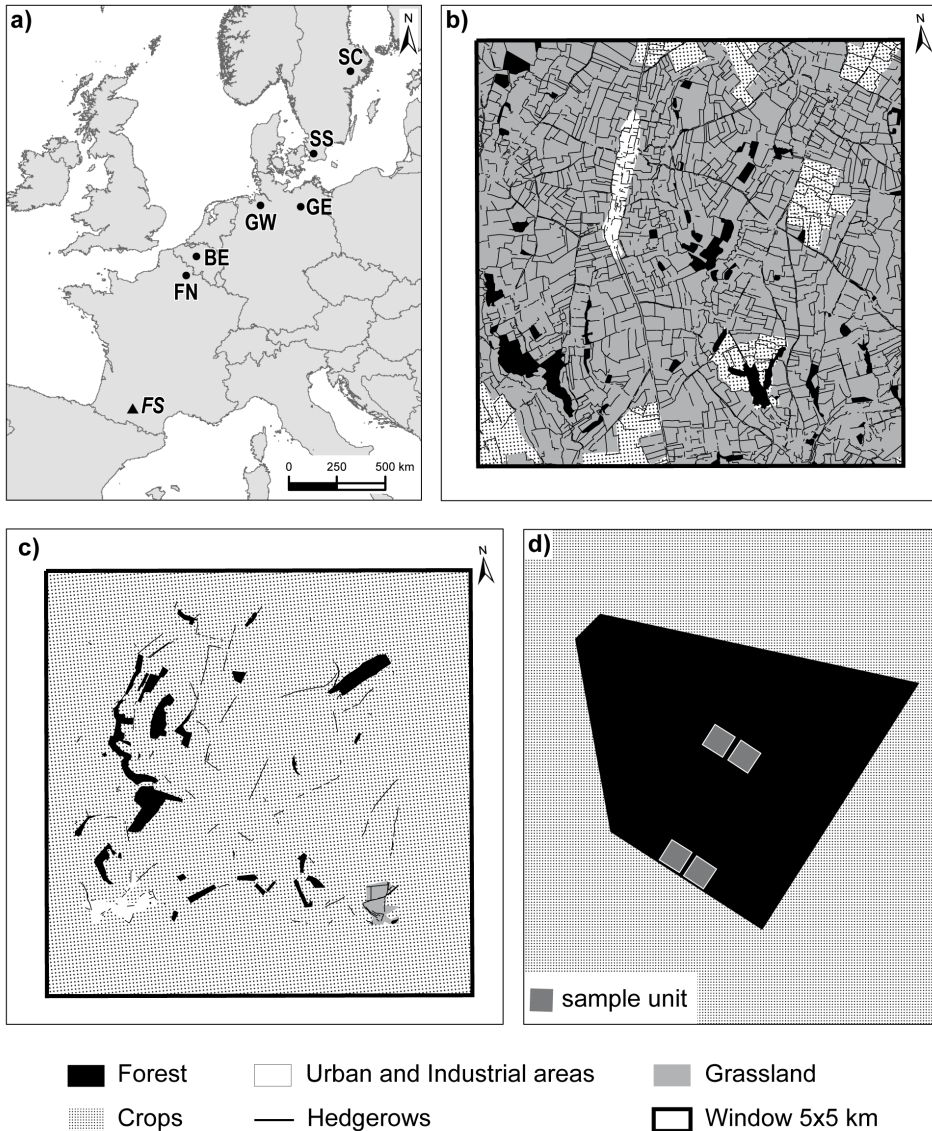 a)
N
SC
SS
GW
GE
BE
FN
FS
0 250 500 km
b)
N
c)
N
d)
sample unit
Forest
Urban and Industrial areas
Grassland
Crops
Hedgerows
Window 5x5 km